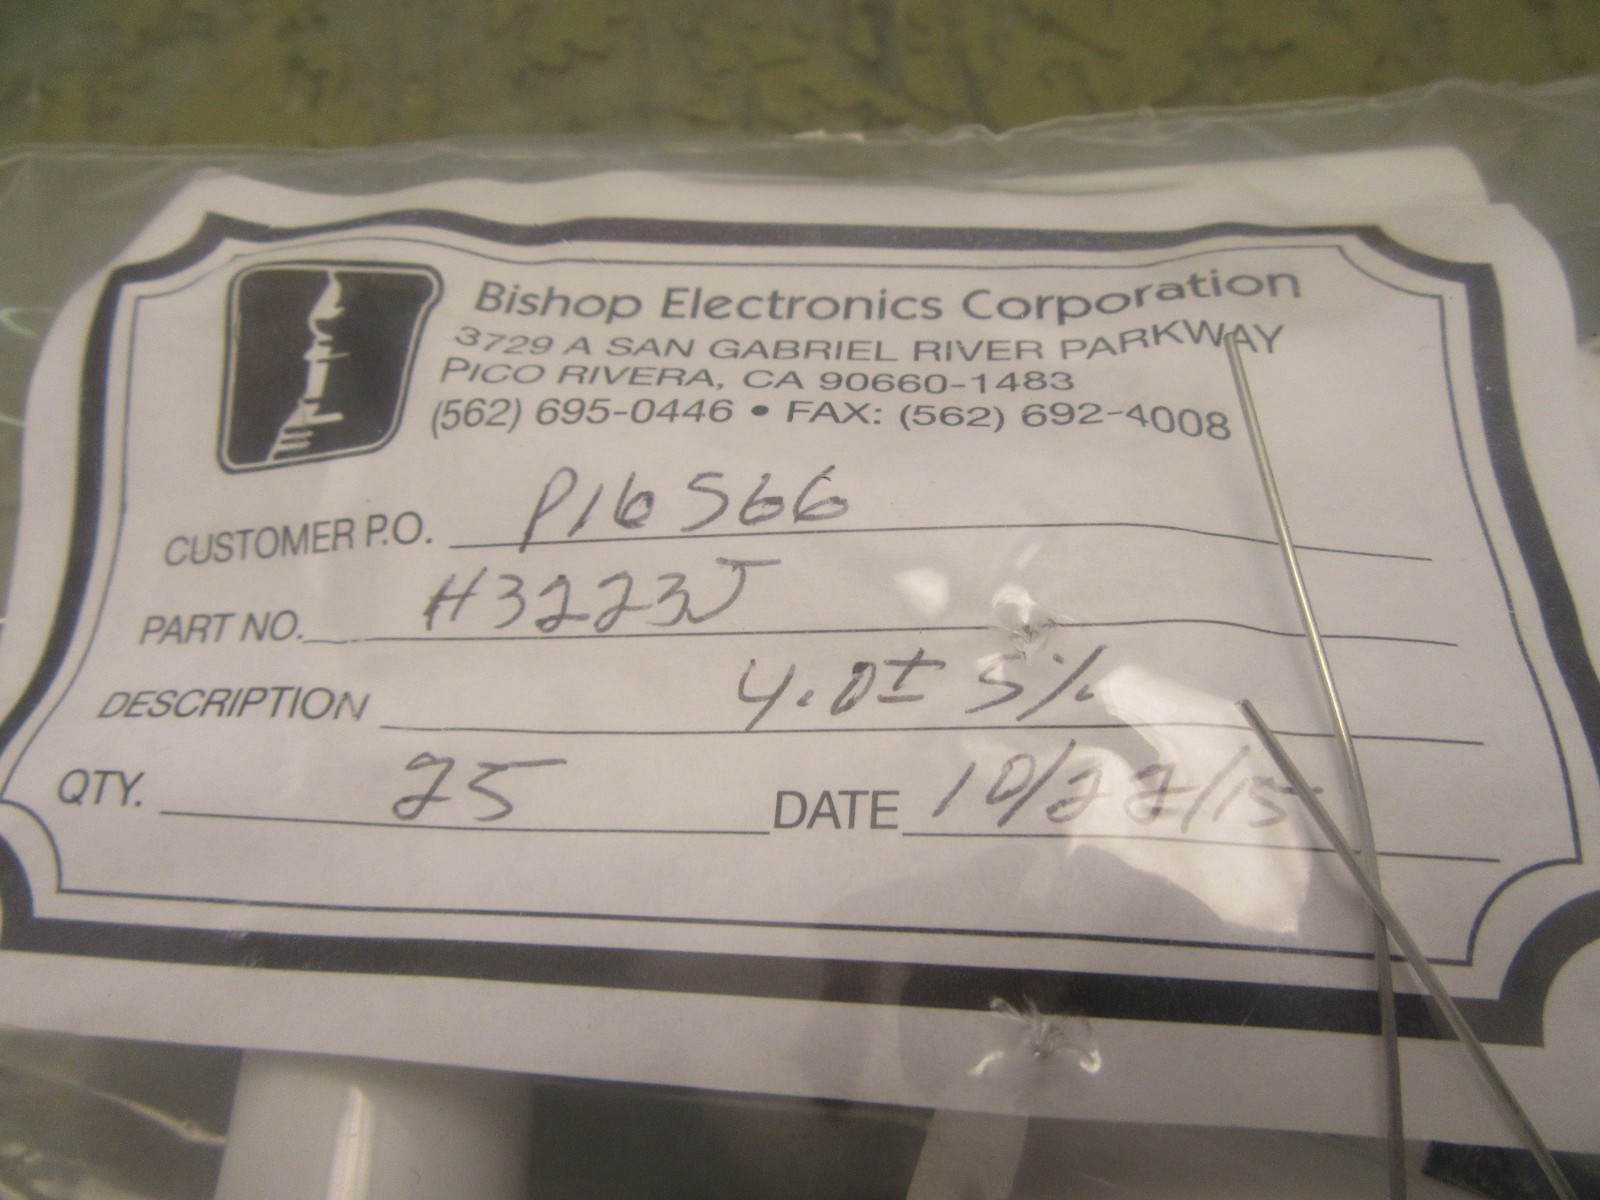 Bishop Electronics Corporation
3729 A SAN GABRIEL RIVER PARKWAY
PICO RIVERA, CA 90660-1483
(562) 695-0446 • FAX: (562) 692-4008
CUSTOMER P.O. P16566
PART NO. H3223J
DESCRIPTION 4.0± 5%
QTY. 25 DATE 10/22/15